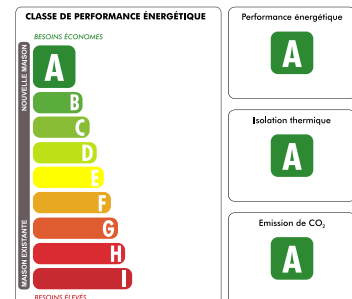 CLASSE DE PERFORMANCE ÉNERGÉTIQUE
BESOINS ÉCONOMES
NOUVELLE MAISON
MAISON EXISTANTE
A
B
C
D
E
F
G
H
I
BESOINS ÉLEVÉS
Performance énergétique
A
Isolation thermique
A
Emission de CO₂
A